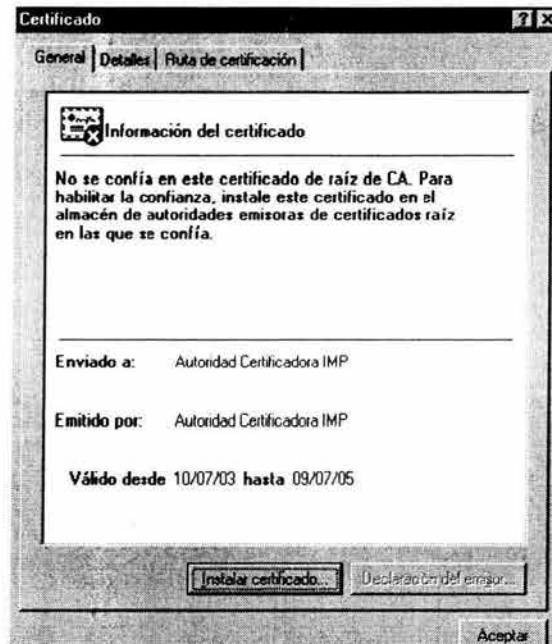 Certificado
General Detalles Ruta de certificación
Información del certificado
No se confía en este certificado de raíz de CA. Para
habilitar la confianza, instale este certificado en el
almacén de autoridades emisoras de certificados raíz
en las que se confía.
Enviado a: Autoridad Certificadora IMP
Emitido por: Autoridad Certificadora IMP
Válido desde 10/07/03 hasta 09/07/05
Instalar certificado... Declaración del emisor...
Aceptar